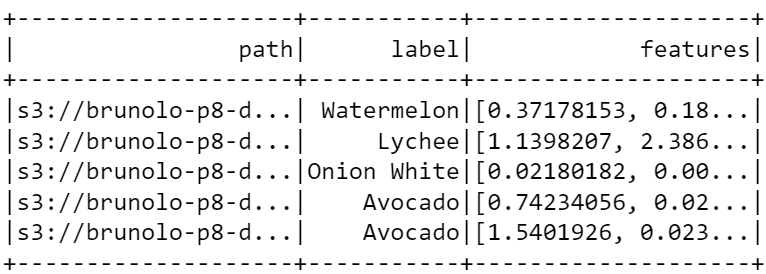 +--------------------+-----------+--------------------+
|                path|      label|            features|
+--------------------+-----------+--------------------+
|s3://brunolo-p8-d...| Watermelon|[0.37178153, 0.18...|
|s3://brunolo-p8-d...|     Lychee|[1.1398207, 2.386...|
|s3://brunolo-p8-d...|Onion White|[0.02180182, 0.00...|
|s3://brunolo-p8-d...|    Avocado|[0.74234056, 0.02...|
|s3://brunolo-p8-d...|    Avocado|[1.5401926, 0.023...|
+--------------------+-----------+--------------------+